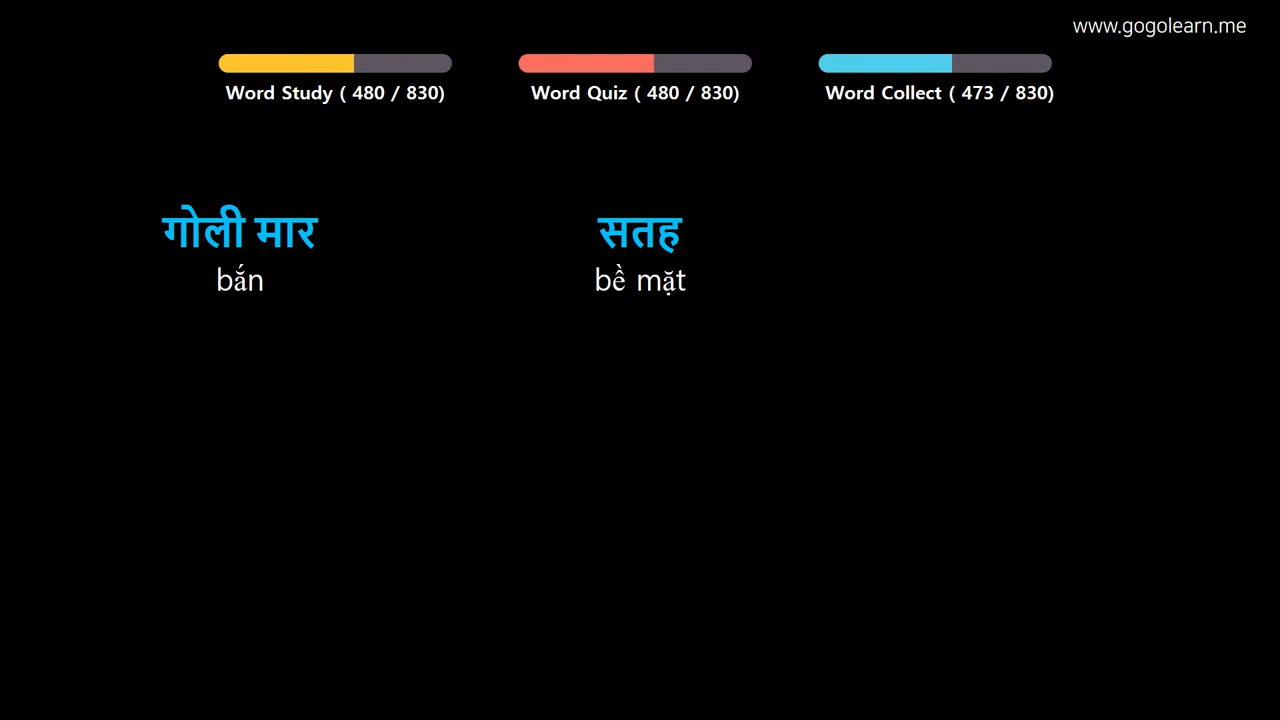 www.gogolearn.me
Word Study ( 480 / 830)
Word Quiz ( 480 / 830)
Word Collect ( 473 / 830)
गोली मार
bắn
सतह
bề mặt